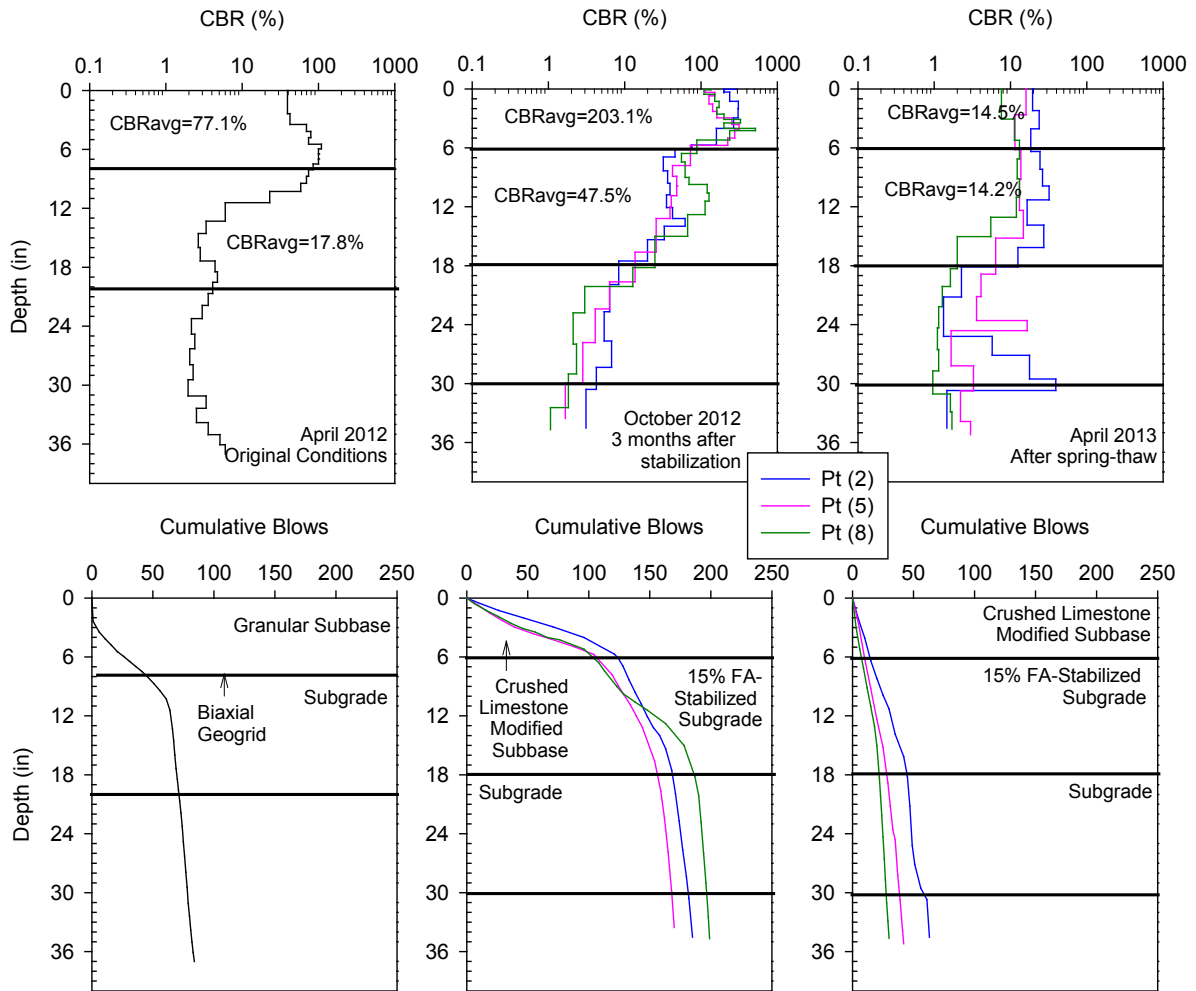 CBR (%)
CBR (%)
CBR (%)
0.1 1 10 100 1000
0.1 1 10 100 1000
0.1 1 10 100 1000
Depth (in)
0
6
12
18
24
30
36
CBRavg=77.1%
CBRavg=17.8%
April 2012
Original Conditions
0
6
12
18
24
30
36
CBRavg=203.1%
CBRavg=47.5%
October 2012
3 months after
stabilization
0
6
12
18
24
30
36
CBRavg=14.5%
CBRavg=14.2%
April 2013
After spring-thaw
Pt (2)
Pt (5)
Pt (8)
Cumulative Blows
Cumulative Blows
Cumulative Blows
0 50 100 150 200 250
0 50 100 150 200 250
0 50 100 150 200 250
Depth (in)
0
6
12
18
24
30
36
Granular Subbase
Subgrade
Biaxial
Geogrid
0
6
12
18
24
30
36
Crushed
Limestone
Modified
Subbase
15% FA-
Stabilized
Subgrade
Subgrade
0
6
12
18
24
30
36
Crushed Limestone
Modified Subbase
15% FA-Stabilized
Subgrade
Subgrade